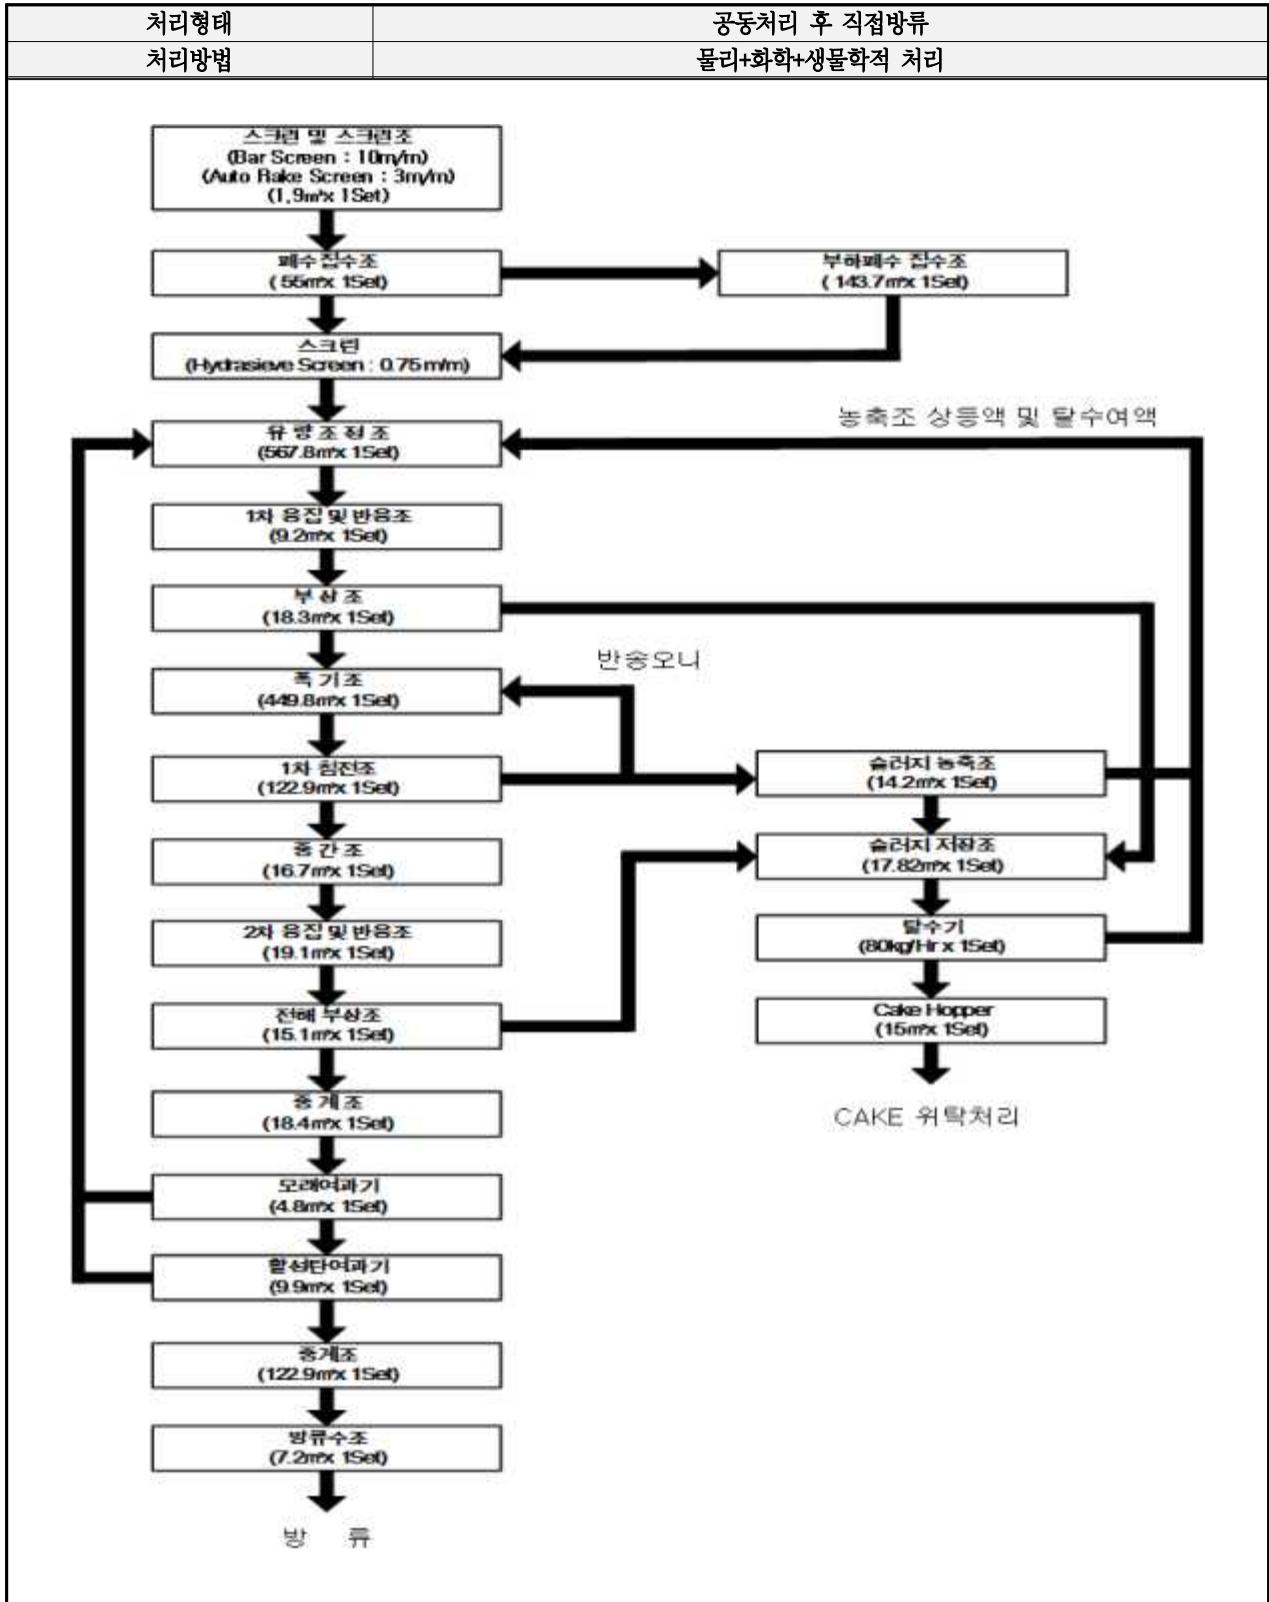 처리형태 공동처리 후 직접방류
처리방법 물리+화학+생물학적 처리
스크린 및 스크린조
(Bar Screen : 10m/m)
(Auto Rake Screen : 3m/m)
(1,9㎥x 1Set)
폐수집수조
( 55㎥x 1Set)
부하폐수 집수조
( 143.7㎥x 1Set)
스크린
(Hydrasieve Screen : 0.75m/m)
농축조 상등액 및 탈수여액
유 량 조 정 조
(567.8㎥x 1Set)
1차 응집 및 반응조
(9.2㎥x 1Set)
부 상 조
(18.3㎥x 1Set)
반송오니
폭 기 조
(449.8㎥x 1Set)
1차 침전조
(122.9㎥x 1Set)
슬러지 농축조
(14.2㎥x 1Set)
중 간 조
(16.7㎥x 1Set)
슬러지 저장조
(17.82㎥x 1Set)
2차 응집 및 반응조
(19.1㎥x 1Set)
탈수기
(80kg/Hr x 1Set)
전해 부상조
(15.1㎥x 1Set)
Cake Hopper
(15㎥x 1Set)
중 계 조
(18.4㎥x 1Set)
CAKE 위탁처리
모래여과기
(4.8㎥x 1Set)
활성탄여과기
(9.9㎥x 1Set)
중계조
(122.9㎥x 1Set)
방류수조
(7.2㎥x 1Set)
방 류